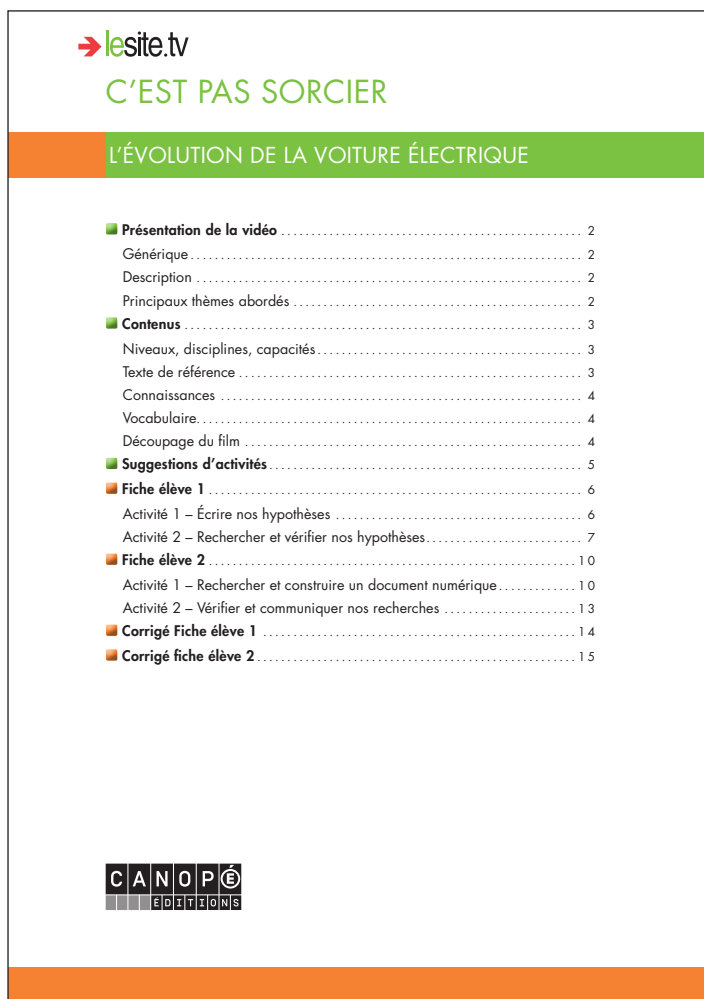 lesite.tv
C’EST PAS SORCIER
L’ÉVOLUTION DE LA VOITURE ÉLECTRIQUE
Présentation de la vidéo . . . . . . . . . . 2
Générique . . . . . . . . . . 2
Description . . . . . . . . . . 2
Principaux thèmes abordés . . . . . . . . . . 2
Contenus . . . . . . . . . . 3
Niveaux, disciplines, capacités . . . . . . . . . . 3
Texte de référence . . . . . . . . . . 3
Connaissances . . . . . . . . . . 4
Vocabulaire . . . . . . . . . . 4
Découpage du film . . . . . . . . . . 4
Suggestions d’activités . . . . . . . . . . 5
Fiche élève 1 . . . . . . . . . . 6
Activité 1 – Écrire nos hypothèses . . . . . . . . . . 6
Activité 2 – Rechercher et vérifier nos hypothèses . . . . . . . . . . 7
Fiche élève 2 . . . . . . . . . . 10
Activité 1 – Rechercher et construire un document numérique . . . . . . . . . . 10
Activité 2 – Vérifier et communiquer nos recherches . . . . . . . . . . 13
Corrigé Fiche élève 1 . . . . . . . . . . 14
Corrigé fiche élève 2 . . . . . . . . . . 15
CANOPÉ
ÉDITIONS